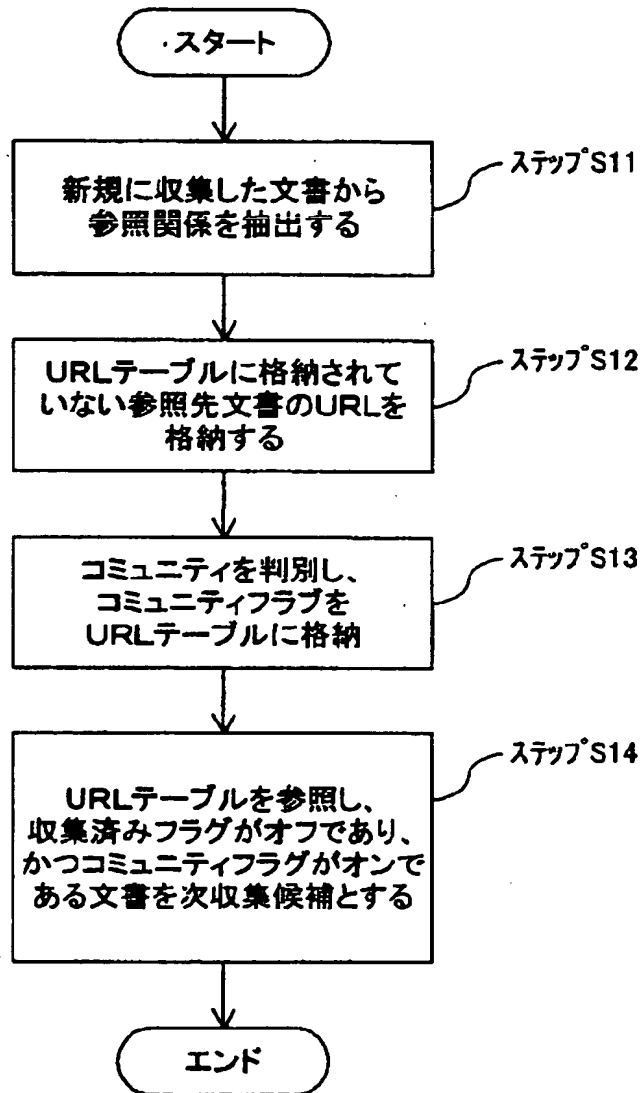 スタート
新規に収集した文書から
参照関係を抽出する
ステップS11
URLテーブルに格納されて
いない参照先文書のURLを
格納する
ステップS12
コミュニティを判別し、
コミュニティフラブを
URLテーブルに格納
ステップS13
URLテーブルを参照し、
収集済みフラグがオフであり、
かつコミュニティフラグがオンで
ある文書を次収集候補とする
ステップS14
エンド